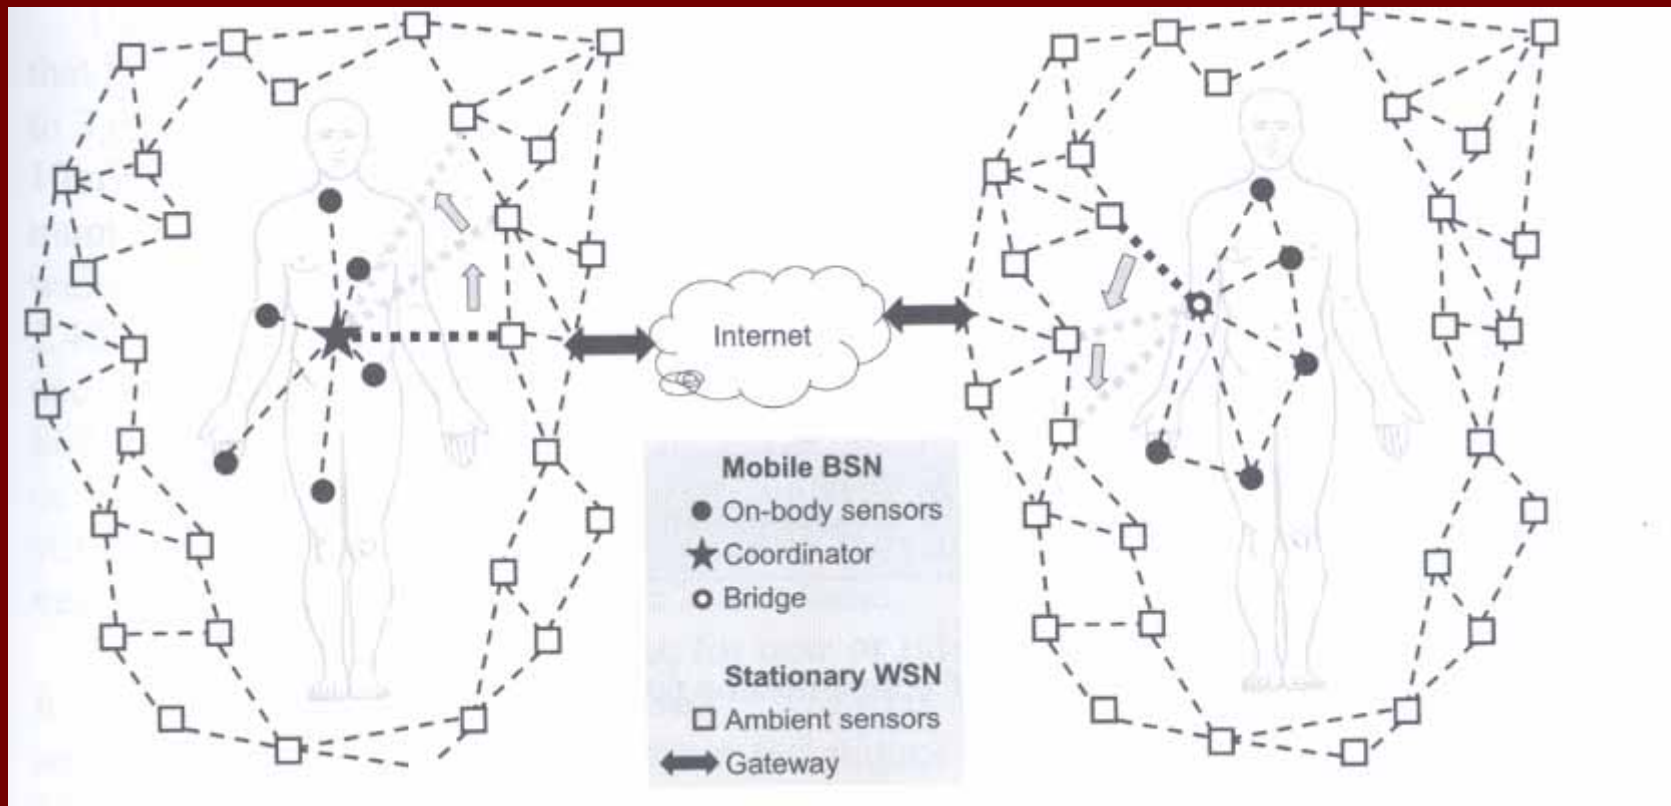 Internet
Mobile BSN
On-body sensors
Coordinator
Bridge
Stationary WSN
Ambient sensors
Gateway